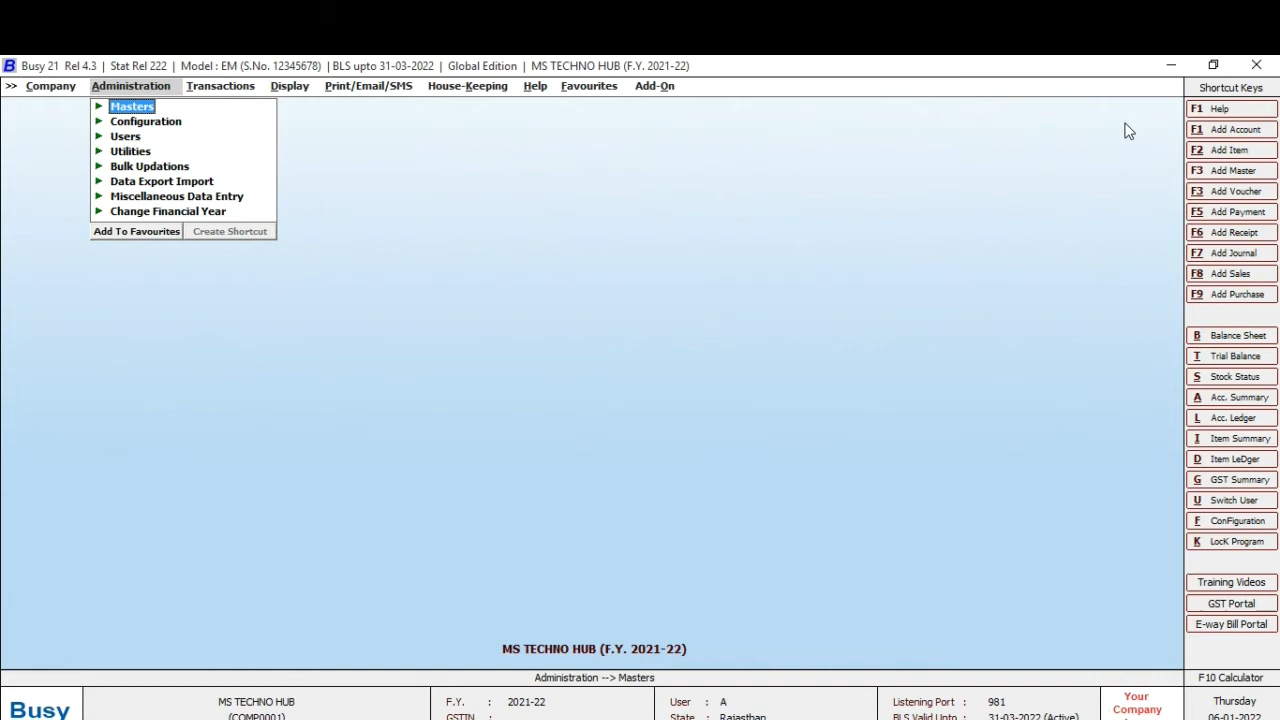 B Busy 21 Rel 4.3 | Stat Rel 222 | Model : EM (S.No. 12345678) | BLS upto 31-03-2022 | Global Edition | MS TECHNO HUB (F.Y. 2021-22)
>> Company Administration Transactions Display Print/Email/SMS House-Keeping Help Favourites Add-On
Masters
Configuration
Users
Utilities
Bulk Updations
Data Export Import
Miscellaneous Data Entry
Change Financial Year
Add To Favourites Create Shortcut
Shortcut Keys
F1 Help
F1 Add Account
F2 Add Item
F3 Add Master
F3 Add Voucher
F5 Add Payment
F6 Add Receipt
F7 Add Journal
F8 Add Sales
F9 Add Purchase
B Balance Sheet
T Trial Balance
S Stock Status
A Acc. Summary
L Acc. Ledger
I Item Summary
D Item LeDger
G GST Summary
U Switch User
F ConFiguration
K LocK Program
Training Videos
GST Portal
E-way Bill Portal
MS TECHNO HUB (F.Y. 2021-22)
Administration --> Masters
F10 Calculator
Busy
MS TECHNO HUB
(COMP0001)
F.Y. : 2021-22
GSTIN :
User : A
State : Rajasthan
Listening Port : 981
BLS Valid Upto : 31-03-2022 (Active)
Your
Company
Thursday
06-01-2022